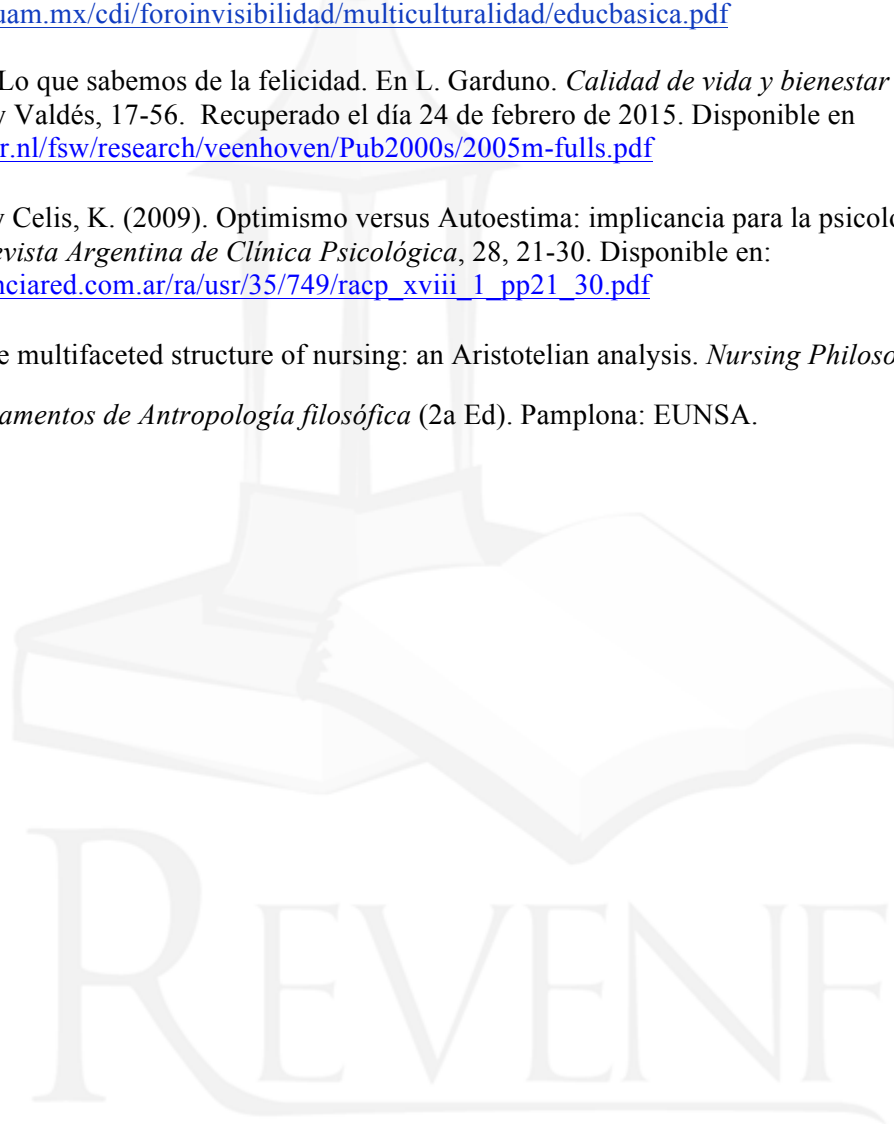 uam.mx/cdi/foroinvisibilidad/multiculturalidad/educbasica.pdf
Lo que sabemos de la felicidad. En L. Garduno. Calidad de vida y bienestar
y Valdés, 17-56. Recuperado el día 24 de febrero de 2015. Disponible en
r.nl/fsw/research/veenhoven/Pub2000s/2005m-fulls.pdf
y Celis, K. (2009). Optimismo versus Autoestima: implicancia para la psicolo
evista Argentina de Clínica Psicológica, 28, 21-30. Disponible en:
nciared.com.ar/ra/usr/35/749/racp_xviii_1_pp21_30.pdf
e multifaceted structure of nursing: an Aristotelian analysis. Nursing Philoso
amentos de Antropología filosófica (2a Ed). Pamplona: EUNSA.
REVENF